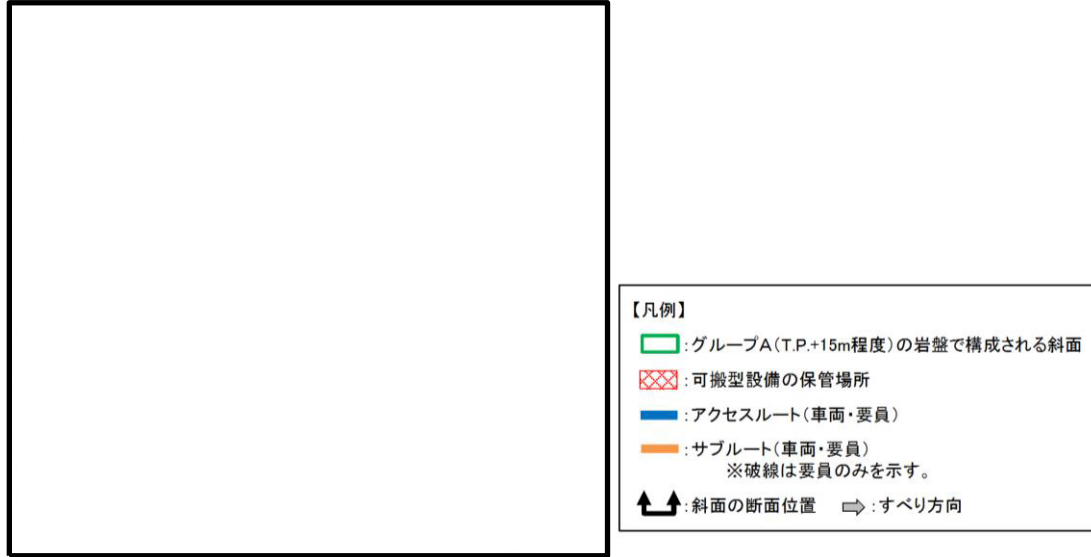 【凡例】
:グループA(T.P.+15m程度)の岩盤で構成される斜面
:可搬型設備の保管場所
:アクセスルート(車両・要員)
:サブルート(車両・要員)
※破線は要員のみを示す。
:斜面の断面位置 :すべり方向